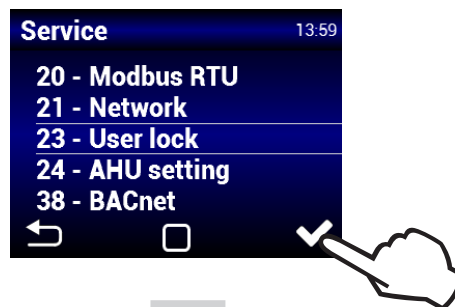 Service 13:59
20 - Modbus RTU
21 - Network
23 - User lock
24 - AHU setting
38 - BACnet